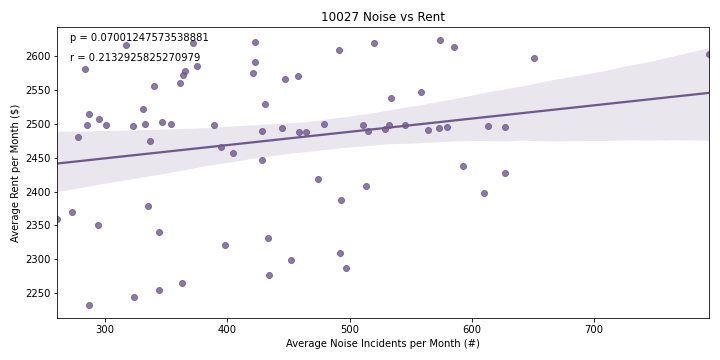 10027 Noise vs Rent
p = 0.07001247573538881
r = 0.2132925825270979
Average Rent per Month ($)
2600
2550
2500
2450
2400
2350
2300
2250
300 400 500 600 700
Average Noise Incidents per Month (#)